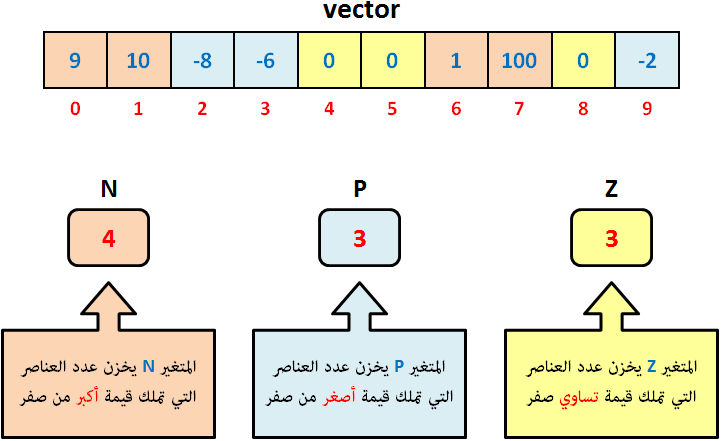 vector
9 10 -8 -6 0 0 1 100 0 -2
0 1 2 3 4 5 6 7 8 9
N P Z
4 3 3
المتغير N يخزن عدد العناصر
التي تملك قيمة أكبر من صفر
المتغير P يخزن عدد العناصر
التي تملك قيمة أصغر من صفر
المتغير Z يخزن عدد العناصر
التي تملك قيمة تساوي صفر